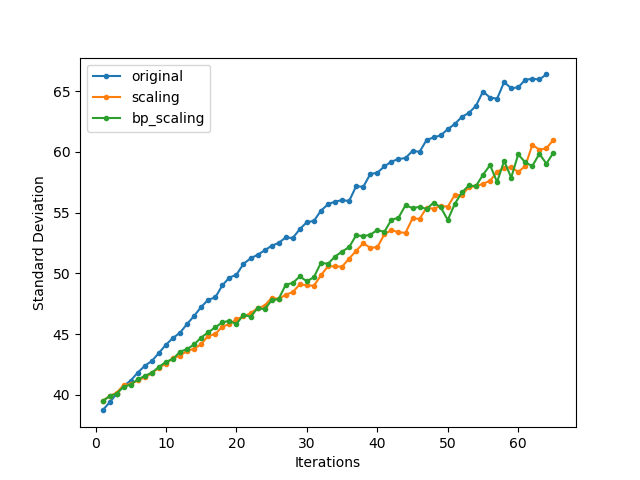 original
scaling
bp_scaling
65
60
55
50
45
40
Standard Deviation
0 10 20 30 40 50 60
Iterations